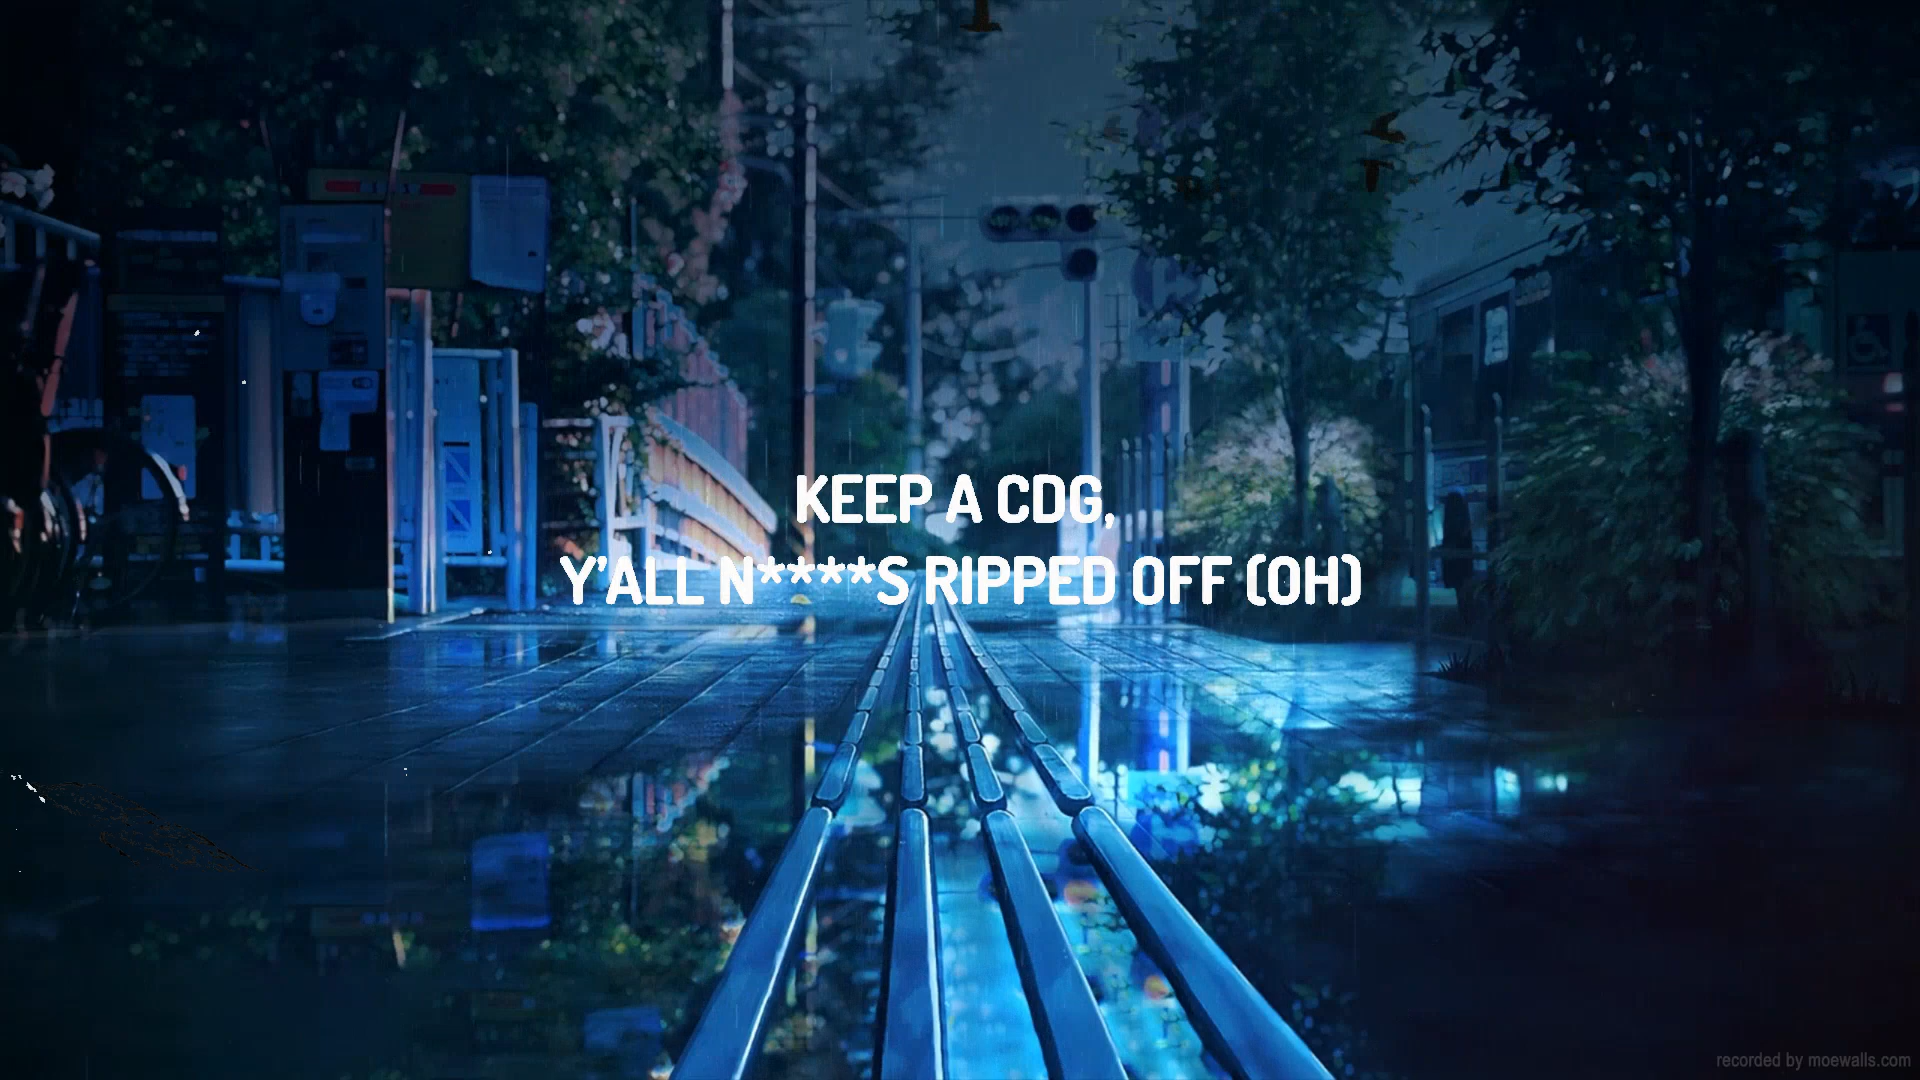 KEEP A CDG,
Y'ALL N****S RIPPED OFF (OH)
recorded by moewalls.com